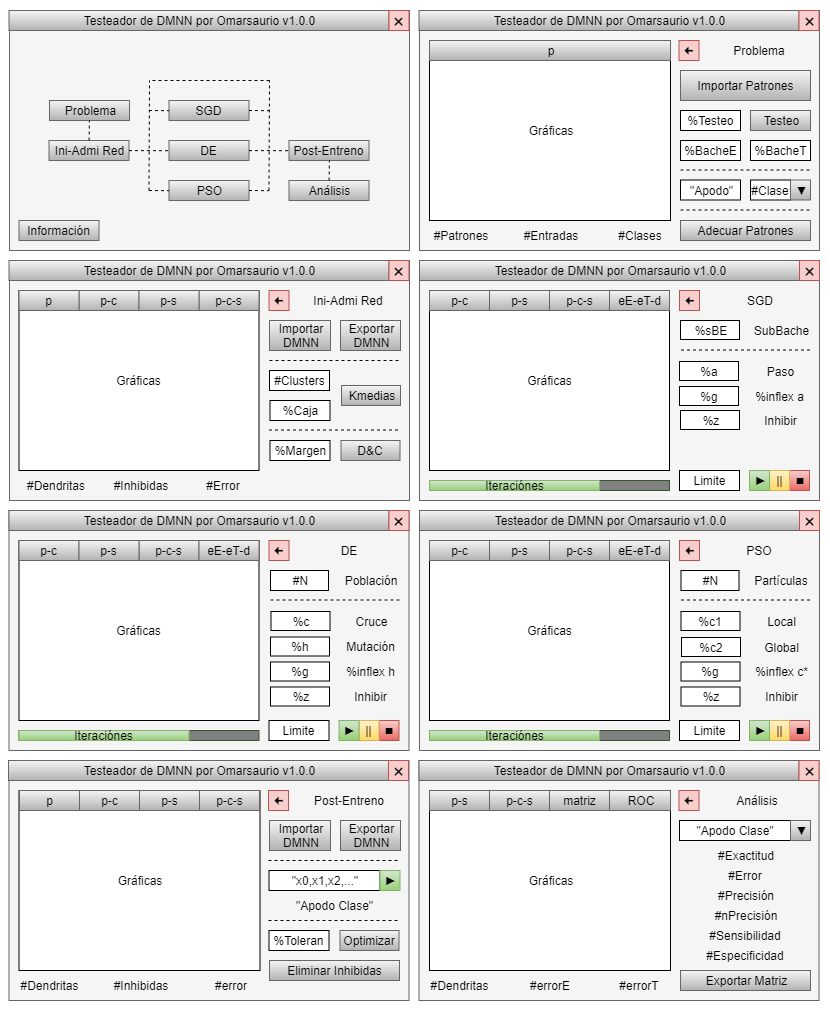 Testeador de DMNN por Omarsaurio v1.0.0
Problema
SGD
Ini-Admi Red
DE
Post-Entreno
PSO
Análisis
Información
Testeador de DMNN por Omarsaurio v1.0.0
p
Problema
Importar Patrones
Gráficas
%Testeo
Testeo
%BacheE
%BacheT
"Apodo"
#Clase
Adecuar Patrones
#Patrones
#Entradas
#Clases
Testeador de DMNN por Omarsaurio v1.0.0
p
p-c
p-s
p-c-s
Ini-Admi Red
Importar
DMNN
Exportar
DMNN
Gráficas
#Clusters
Kmedias
%Caja
%Margen
D&C
#Dendritas
#Inhibidas
#Error
Testeador de DMNN por Omarsaurio v1.0.0
p-c
p-s
p-c-s
eE-eT-d
SGD
%sBE
SubBache
Gráficas
%a
Paso
%g
%inflex a
%z
Inhibir
Iteraciónes
Limite
Testeador de DMNN por Omarsaurio v1.0.0
p-c
p-s
p-c-s
eE-eT-d
DE
#N
Población
Gráficas
%c
Cruce
%h
Mutación
%g
%inflex h
%z
Inhibir
Iteraciónes
Limite
Testeador de DMNN por Omarsaurio v1.0.0
p-c
p-s
p-c-s
eE-eT-d
PSO
#N
Partículas
Gráficas
%c1
Local
%c2
Global
%g
%inflex c*
%z
Inhibir
Iteraciónes
Limite
Testeador de DMNN por Omarsaurio v1.0.0
p
p-c
p-s
p-c-s
Post-Entreno
Importar
DMNN
Exportar
DMNN
Gráficas
"x0,x1,x2,..."
"Apodo Clase"
%Toleran
Optimizar
Eliminar Inhibidas
#Dendritas
#Inhibidas
#error
Testeador de DMNN por Omarsaurio v1.0.0
p-s
p-c-s
matriz
ROC
Análisis
"Apodo Clase"
Gráficas
#Exactitud
#Error
#Precisión
#nPrecisión
#Sensibilidad
#Especificidad
Exportar Matriz
#Dendritas
#errorE
#errorT